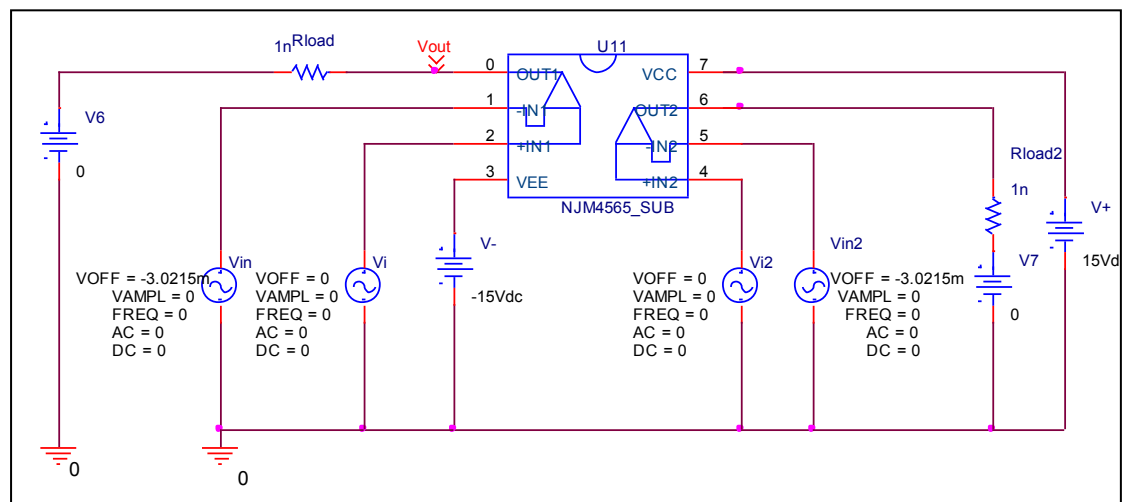 1n
Rload
Vout
V6
0
U11
0
OUT1
VCC
7
1
-IN1
OUT2
6
2
+IN1
-IN2
5
3
VEE
+IN2
4
NJM4565_SUB
Rload2
1n
V+
15Vd
V-
-15Vdc
Vin
VOFF = -3.0215m
VAMPL = 0
FREQ = 0
AC = 0
DC = 0
Vi
VOFF = 0
VAMPL = 0
FREQ = 0
AC = 0
DC = 0
Vi2
VOFF = 0
VAMPL = 0
FREQ = 0
AC = 0
DC = 0
Vin2
VOFF = -3.0215m
VAMPL = 0
FREQ = 0
AC = 0
DC = 0
V7
0
0
0